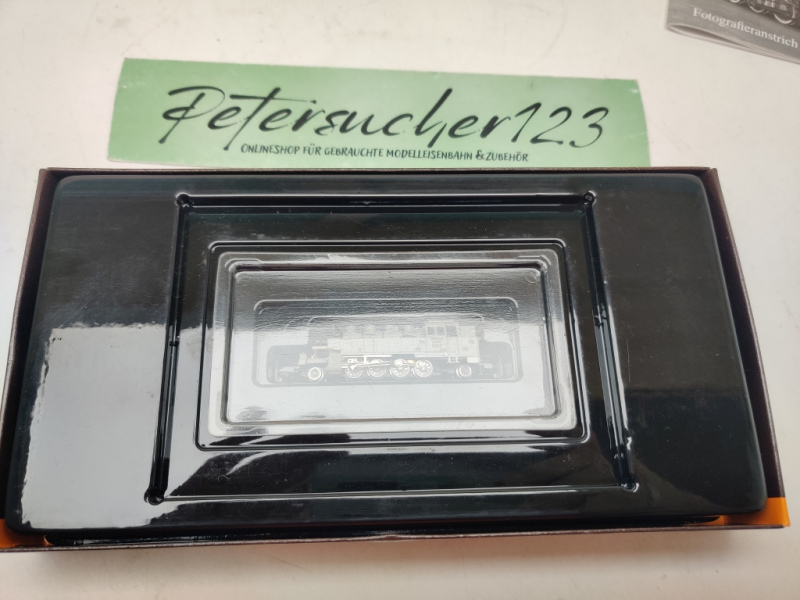 Fotografieranstrich
Petersucher123
ONLINESHOP FÜR GEBRAUCHTE MODELLEISENBAHN & ZUBEHÖR